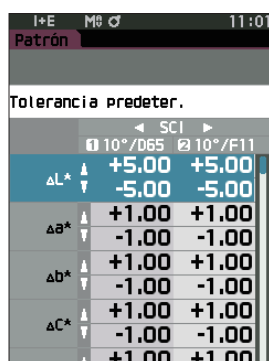 I+E M 11:01
Patrón
Tolerancia predeter.
◄ SCI ►
1 10°/D65 2 10°/F11
ΔL* +5.00 +5.00
-5.00 -5.00
Δa* +1.00 +1.00
-1.00 -1.00
Δb* +1.00 +1.00
-1.00 -1.00
ΔC* +1.00 +1.00
-1.00 -1.00
+1.00 +1.00